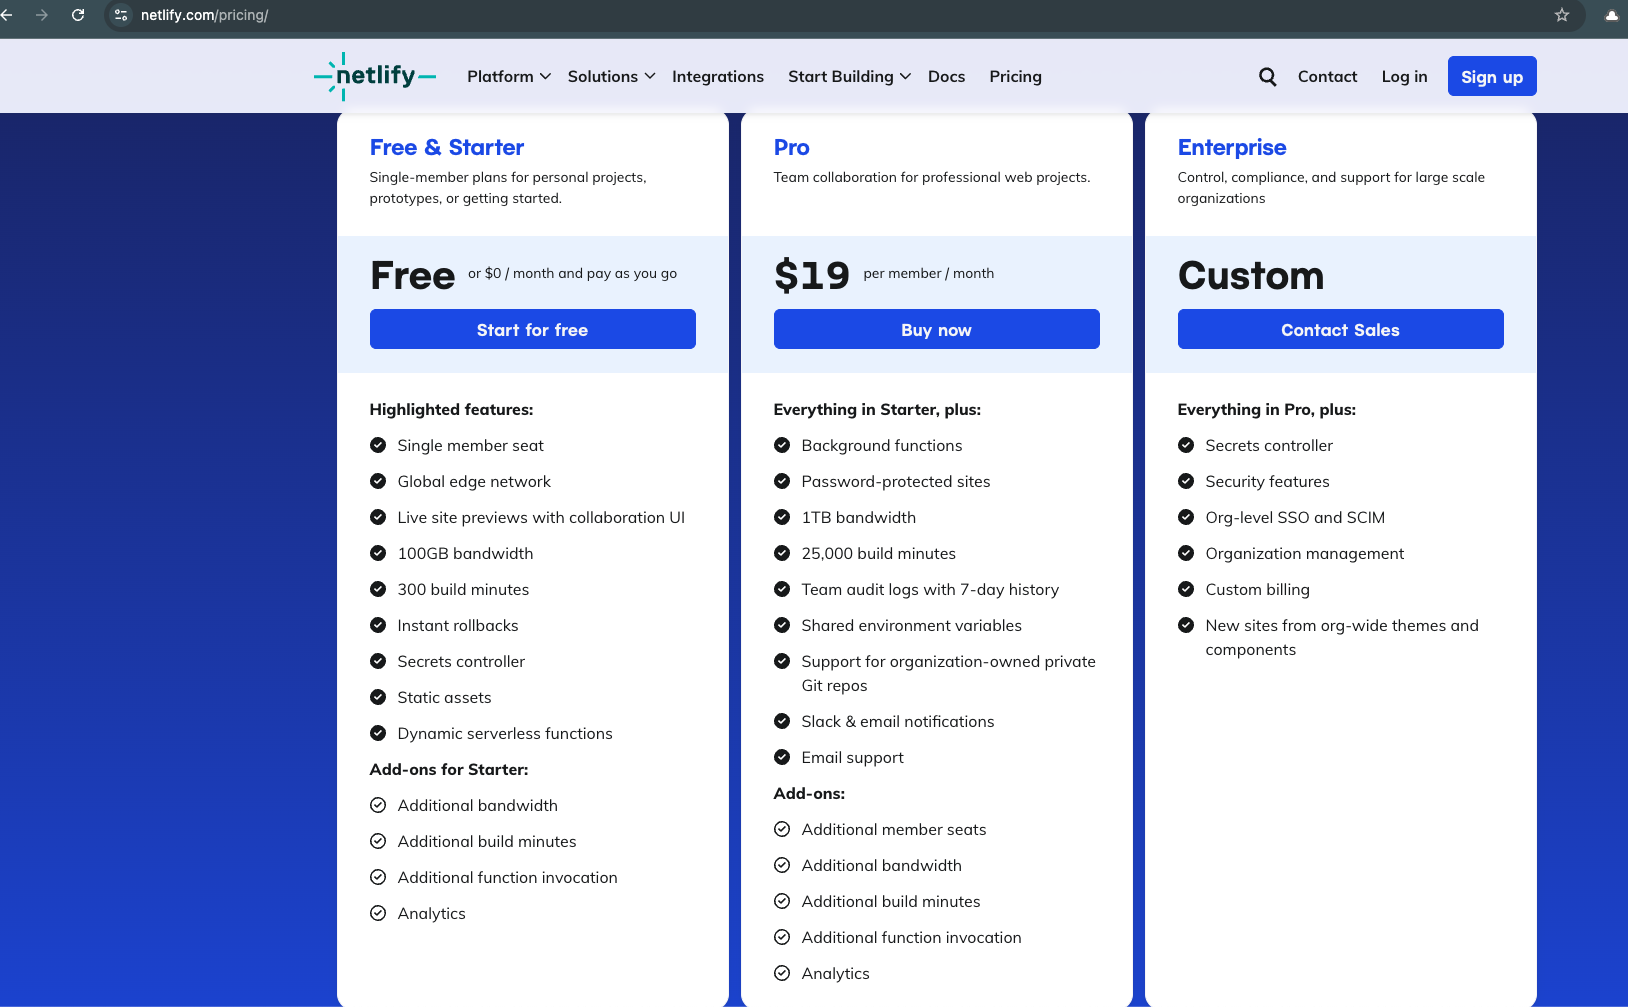 netlify.com/pricing/
netlify
Platform
Solutions
Integrations
Start Building
Docs
Pricing
Contact
Log in
Sign up
Free & Starter
Single-member plans for personal projects,
prototypes, or getting started.
Free or $0 / month and pay as you go
Start for free
Highlighted features:
Single member seat
Global edge network
Live site previews with collaboration UI
100GB bandwidth
300 build minutes
Instant rollbacks
Secrets controller
Static assets
Dynamic serverless functions
Add-ons for Starter:
Additional bandwidth
Additional build minutes
Additional function invocation
Analytics
Pro
Team collaboration for professional web projects.
$19 per member / month
Buy now
Everything in Starter, plus:
Background functions
Password-protected sites
1TB bandwidth
25,000 build minutes
Team audit logs with 7-day history
Shared environment variables
Support for organization-owned private
Git repos
Slack & email notifications
Email support
Add-ons:
Additional member seats
Additional bandwidth
Additional build minutes
Additional function invocation
Analytics
Enterprise
Control, compliance, and support for large scale
organizations
Custom
Contact Sales
Everything in Pro, plus:
Secrets controller
Security features
Org-level SSO and SCIM
Organization management
Custom billing
New sites from org-wide themes and
components